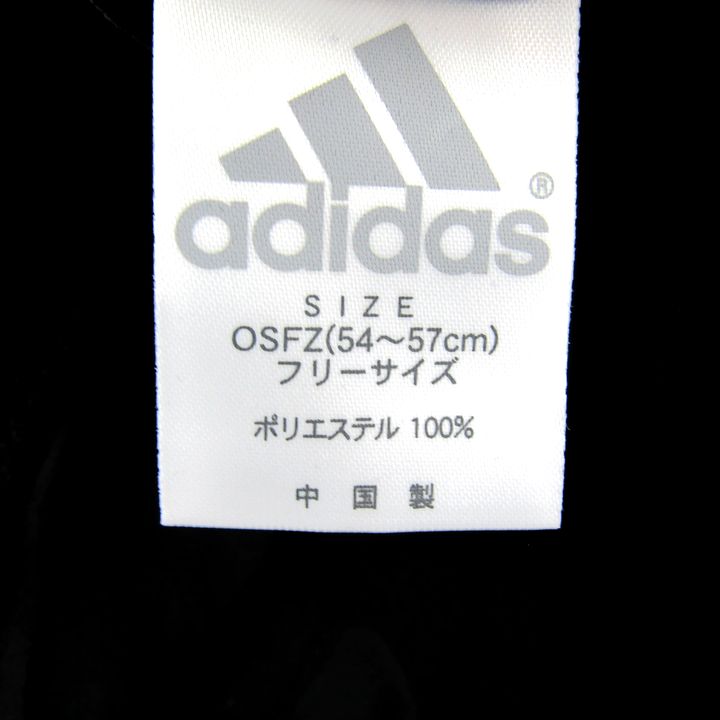 adidas®
SIZE
OSFZ(54～57cm)
フリーサイズ
ポリエステル 100%
中国製